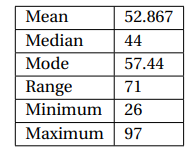 Mean 52.867
Median 44
Mode 57.44
Range 71
Minimum 26
Maximum 97